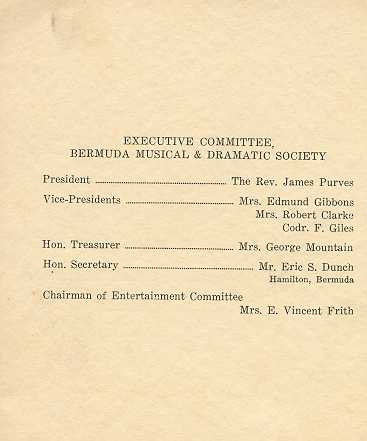 EXECUTIVE COMMITTEE,
BERMUDA MUSICAL & DRAMATIC SOCIETY
President ........................................ The Rev. James Purves
Vice-Presidents ................................ Mrs. Edmund Gibbons
Mrs. Robert Clarke
Codr. F. Giles
Hon. Treasurer ................................ Mrs. George Mountain
Hon. Secretary ........................................ Mr. Eric S. Dunch
Hamilton, Bermuda
Chairman of Entertainment Committee
Mrs. E. Vincent Frith